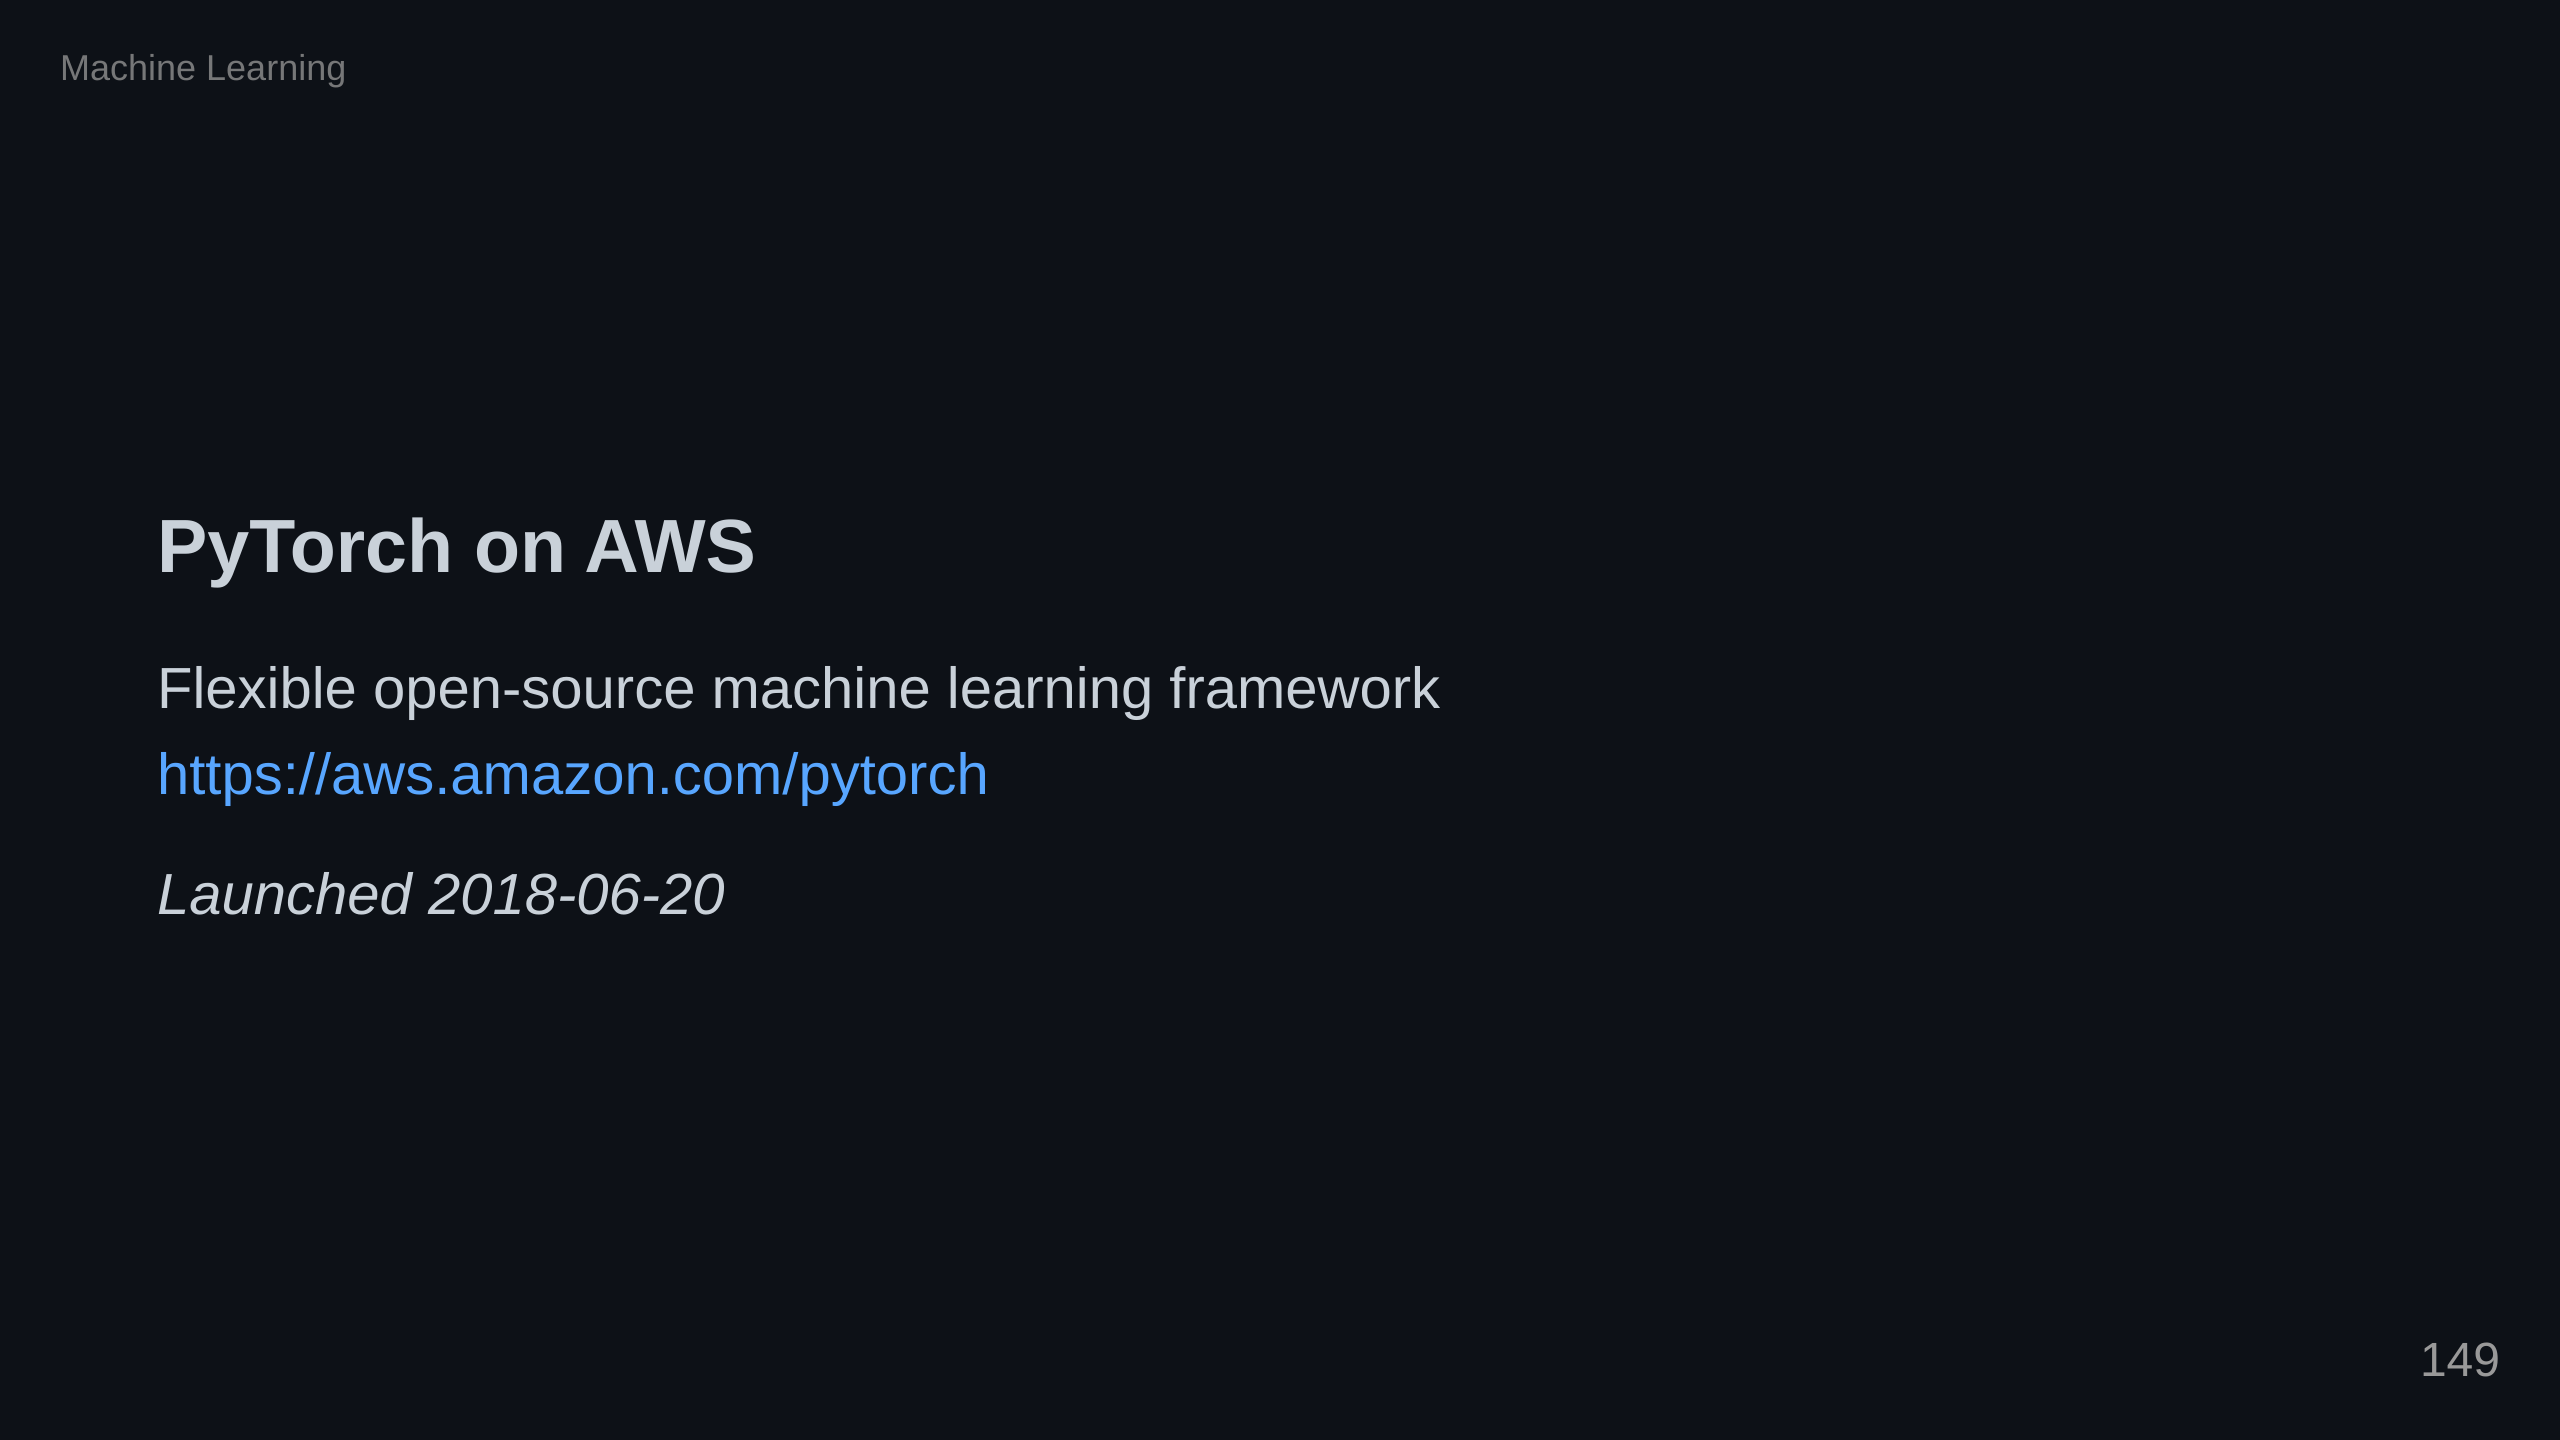 Machine Learning
PyTorch on AWS
Flexible open-source machine learning framework
https://aws.amazon.com/pytorch
Launched 2018-06-20
149